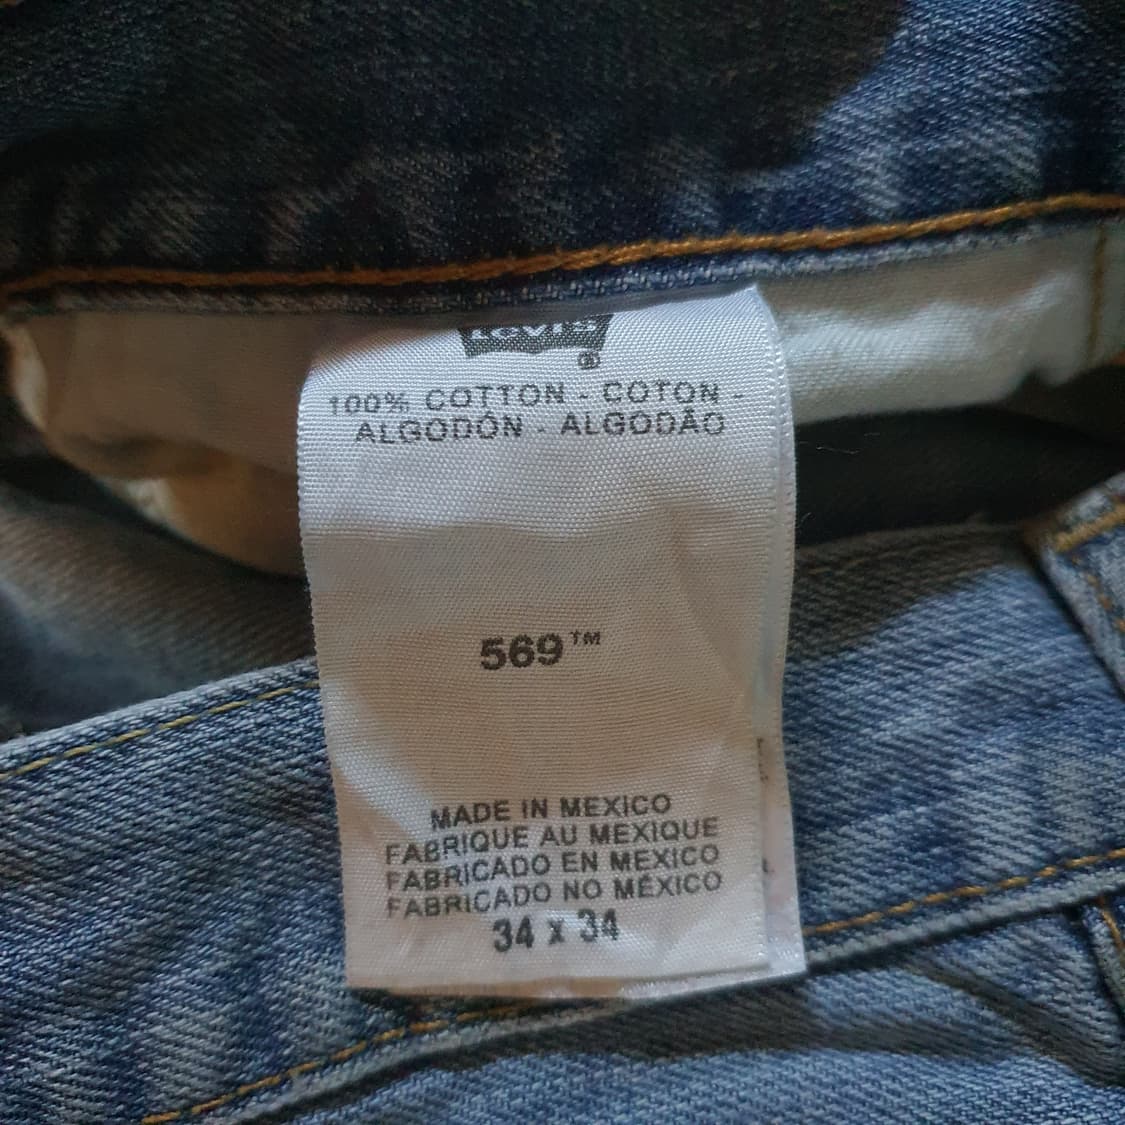 Levi's
®
100% COTTON - COTON -
ALGODÓN - ALGODÃO
569™
MADE IN MEXICO
FABRIQUE AU MEXIQUE
FABRICADO EN MEXICO
FABRICADO NO MÉXICO
34 x 34